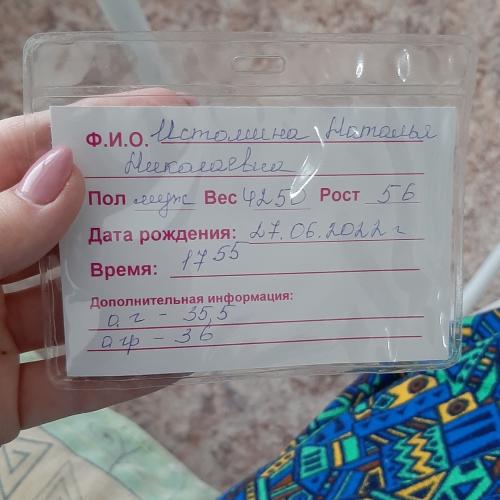 Ф.И.О. Истомина Наталья
Николаевна
Пол муж Вес 4250 Рост 56
Дата рождения: 27.06.2022 г
Время: 17 55
Дополнительная информация:
о.г - 35,5
о гр - 36